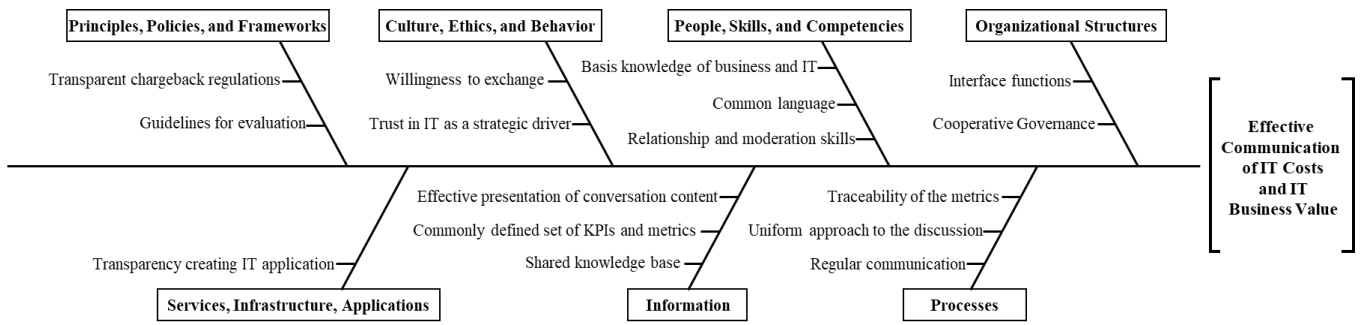 Principles, Policies, and Frameworks
Culture, Ethics, and Behavior
People, Skills, and Competencies
Organizational Structures
Transparent chargeback regulations
Guidelines for evaluation
Willingness to exchange
Trust in IT as a strategic driver
Basis knowledge of business and IT
Common language
Relationship and moderation skills
Interface functions
Cooperative Governance
Effective
Communication
of IT Costs
and IT
Business Value
Transparency creating IT application
Effective presentation of conversation content
Commonly defined set of KPIs and metrics
Shared knowledge base
Traceability of the metrics
Uniform approach to the discussion
Regular communication
Services, Infrastructure, Applications
Information
Processes